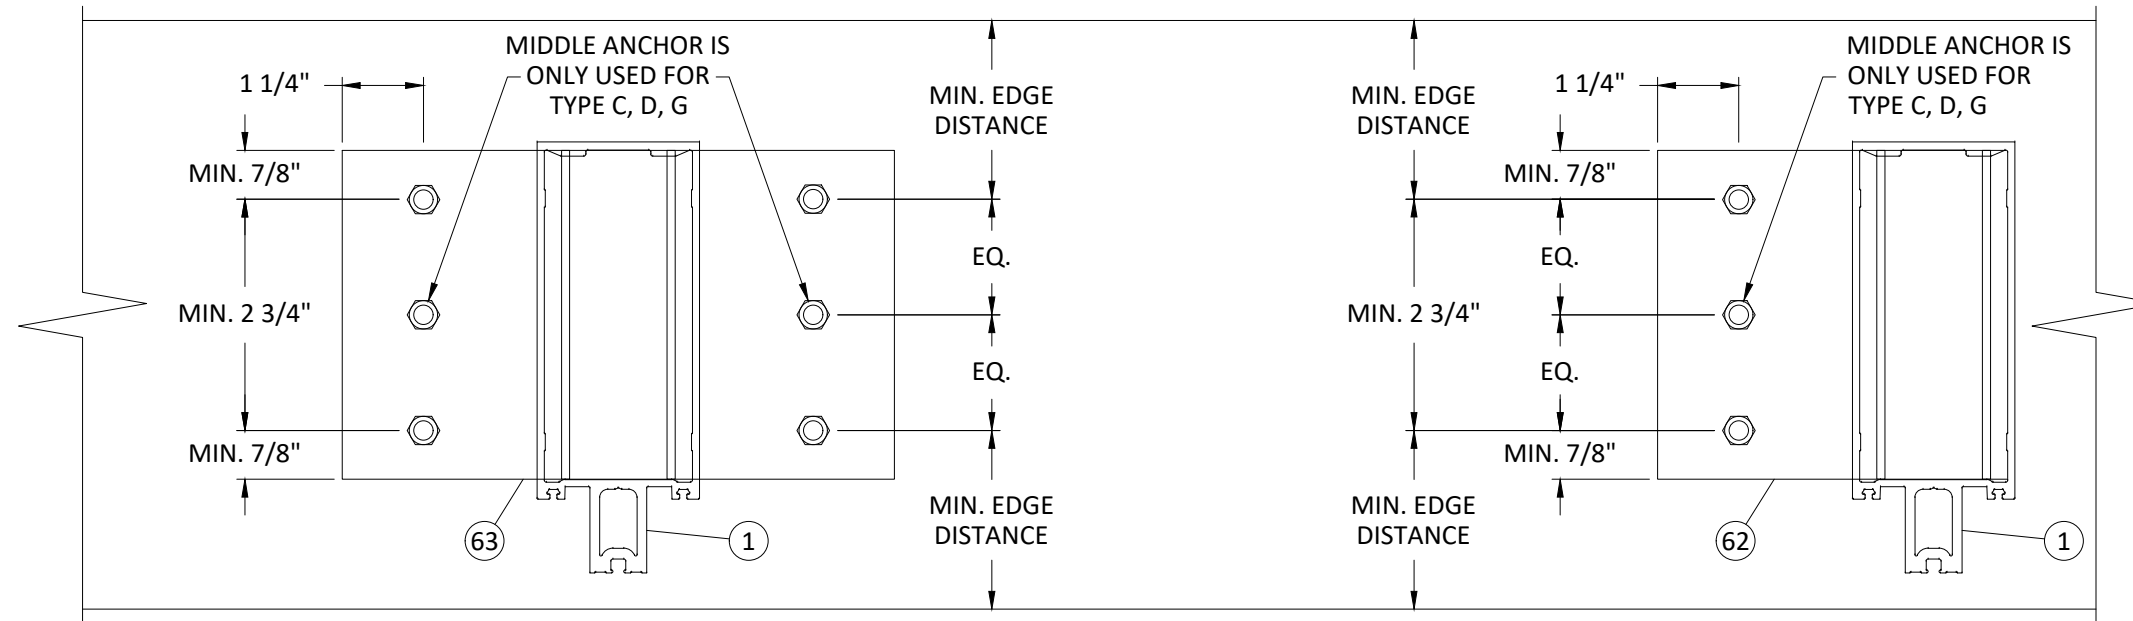 MIDDLE ANCHOR IS
ONLY USED FOR
TYPE C, D, G
1 1/4"
MIN. 7/8"
MIN. 2 3/4"
MIN. 7/8"
63
1
MIN. EDGE
DISTANCE
EQ.
EQ.
MIN. EDGE
DISTANCE
MIN. EDGE
DISTANCE
MIN. 2 3/4"
MIN. EDGE
DISTANCE
1 1/4"
MIDDLE ANCHOR IS
ONLY USED FOR
TYPE C, D, G
MIN. 7/8"
EQ.
EQ.
MIN. 7/8"
62
1